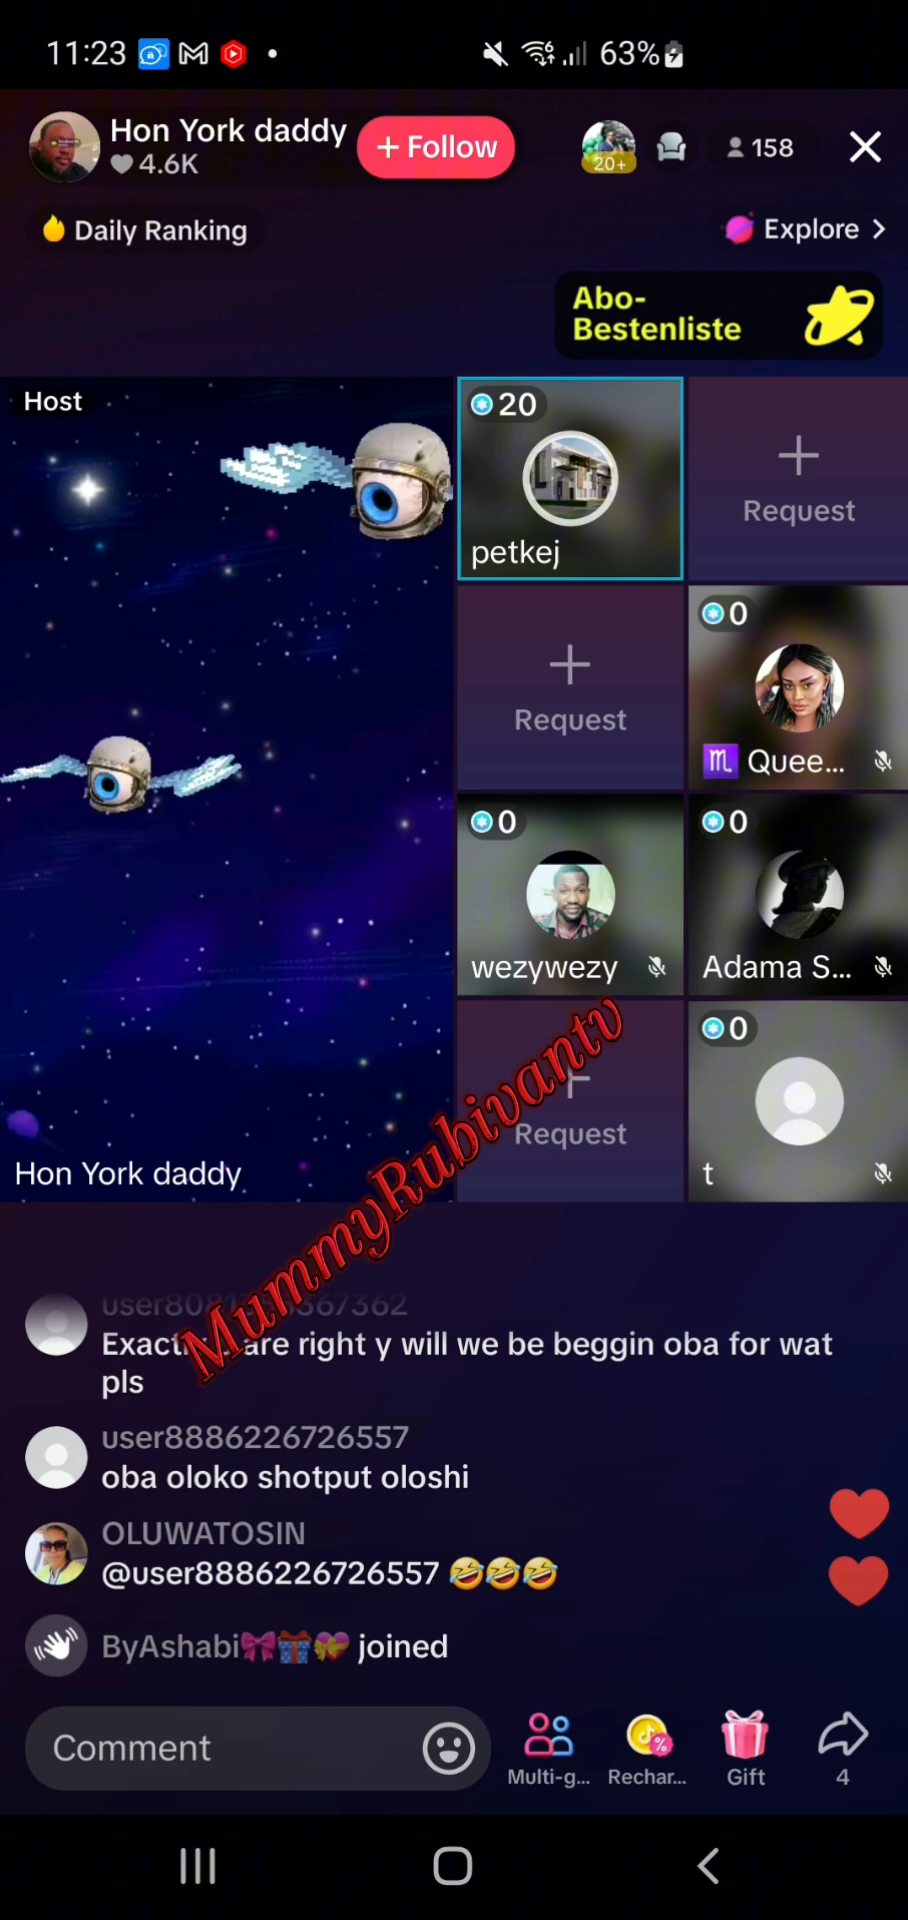 11:23
63%
Hon York daddy
4.6K
+ Follow
20+
158
Daily Ranking
Explore >
Abo-
Bestenliste
Host
20
petkej
Request
Request
0
Quee...
0
wezywezy
0
Adama S...
Request
0
t
Hon York daddy
MummyRubivantv
are right y will we be beggin oba for wat
pls
user8886226726557
oba oloko shotput oloshi
OLUWATOSIN
@user8886226726557 🤣🤣🤣
ByAshabi🎀🎁💝 joined
Comment
Multi-g...
Rechar...
Gift
4